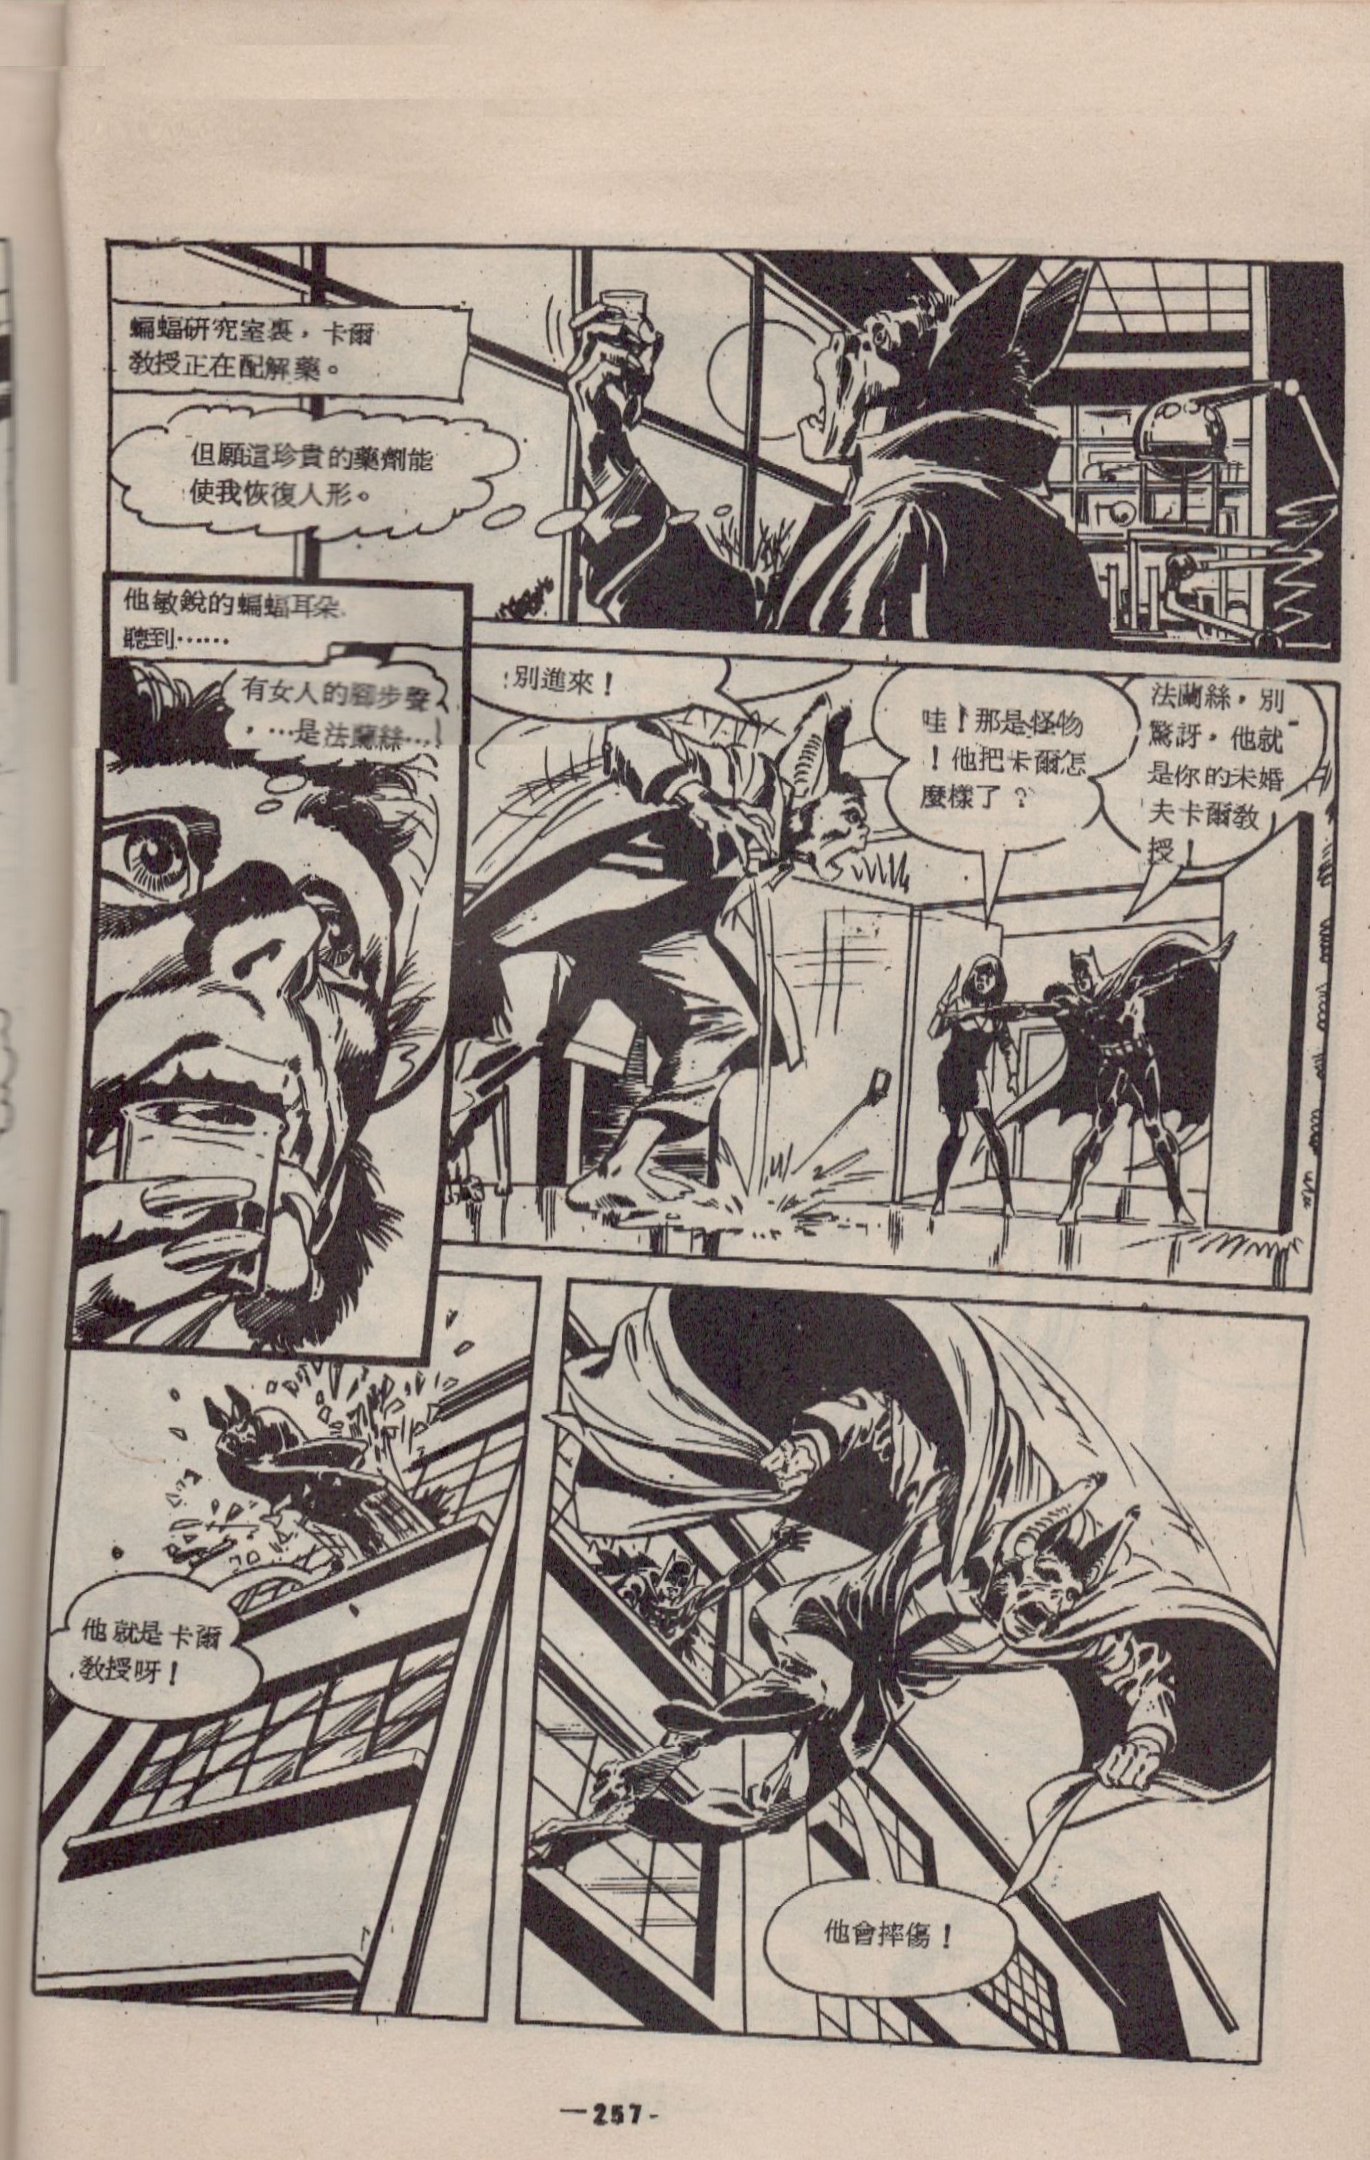 蝙蝠研究室裏，卡爾
教授正在配解藥。
但願這珍貴的藥劑能
使我恢復人形。
他敏銳的蝙蝠耳朵
聽到……
有女人的腳步聲
，…是法蘭絲…！
！別進來！
哇！那是怪物
！他把卡爾怎
麼樣了？
法蘭絲，別
驚訝，他就
是你的未婚
夫卡爾教
授！
他就是卡爾
教授呀！
他會摔傷！
—257-